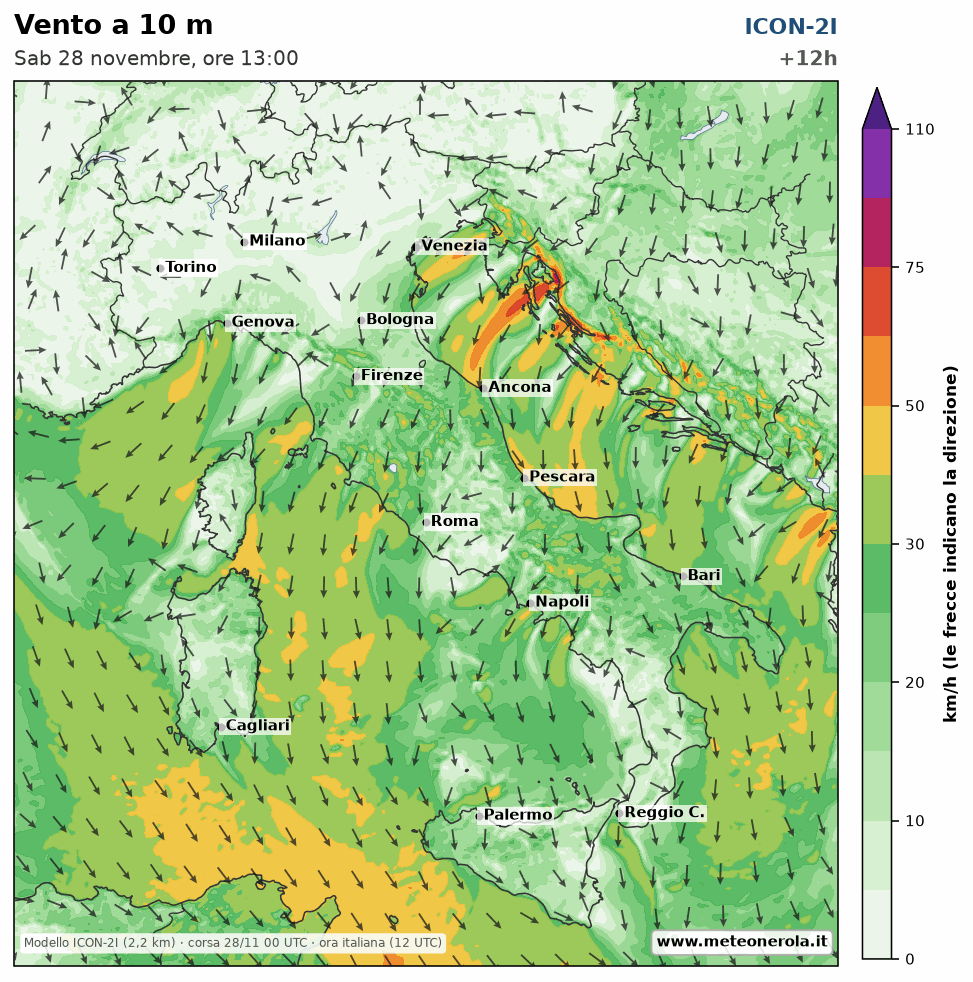 Vento a 10 m
ICON-2I
Sab 28 novembre, ore 13:00
+12h
110
Milano
Venezia
Torino
75
Genova
Bologna
Firenze
Ancona
50
Pescara
Roma
30
Bari
Napoli
20
Cagliari
Palermo
Reggio C.
10
km/h (le frecce indicano la direzione)
Modello ICON-2I (2,2 km) · corsa 28/11 00 UTC · ora italiana (12 UTC)
www.meteonerola.it
0